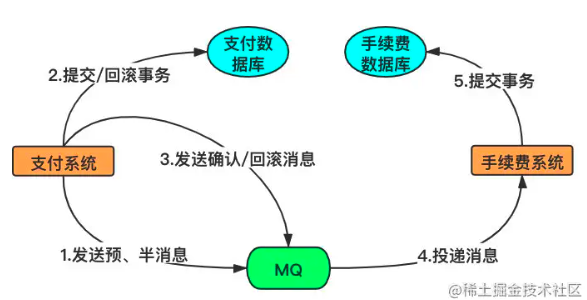 支付数
据库
手续费
数据库
2.提交/回滚事务
5.提交事务
支付系统
3.发送确认/回滚消息
手续费系统
1.发送预、半消息
MQ
4.投递消息
@稀土掘金技术社区